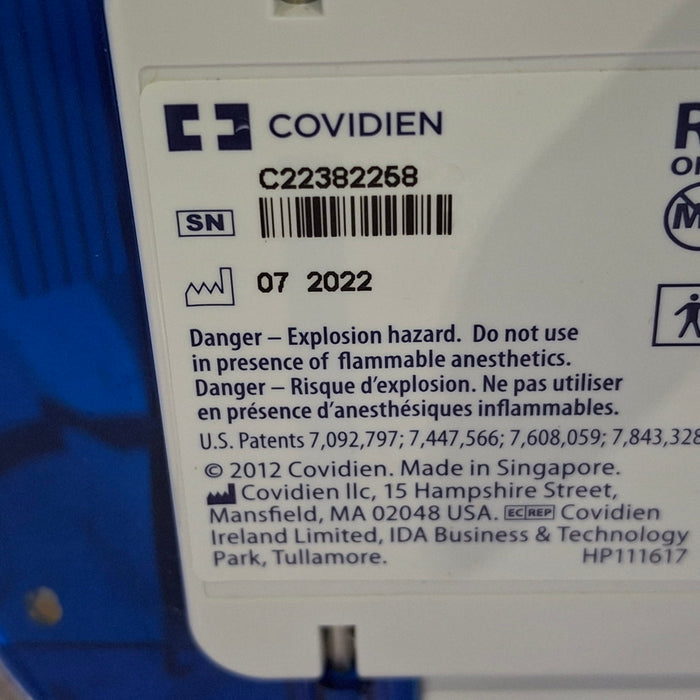 COVIDIEN
C22382258
SN
07 2022
Danger – Explosion hazard. Do not use
in presence of flammable anesthetics.
Danger – Risque d'explosion. Ne pas utiliser
en présence d'anesthésiques inflammables.
U.S. Patents 7,092,797; 7,447,566; 7,608,059; 7,843,328
© 2012 Covidien. Made in Singapore.
Covidien llc, 15 Hampshire Street,
Mansfield, MA 02048 USA. EC REP Covidien
Ireland Limited, IDA Business & Technology
Park, Tullamore. HP111617